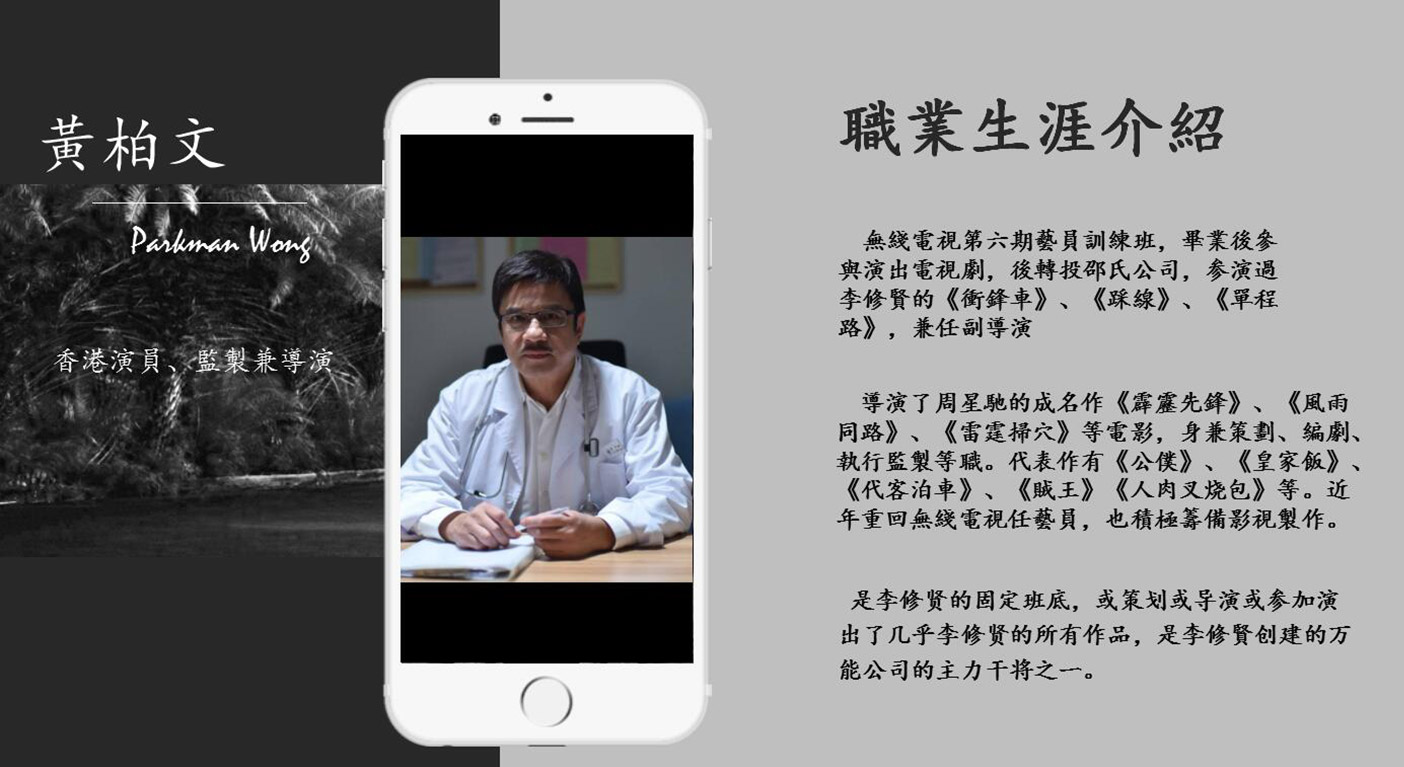 黃柏文
Parkman Wong
香港演員、監製兼導演
職業生涯介紹
無綫電視第六期藝員訓練班，畢業後參
與演出電視劇，後轉投邵氏公司，参演過
李修賢的《衝鋒車》、《踩線》、《單程
路》，兼任副導演
導演了周星馳的成名作《霹靂先鋒》、《風雨
同路》、《雷霆掃穴》等電影，身兼策劃、編劇、
執行監製等職。代表作有《公僕》、《皇家飯》、
《代客泊車》、《賊王》《人肉叉烧包》等。近
年重回無綫電視任藝員，也積極籌備影視製作。
是李修贤的固定班底，或策划或导演或参加演
出了几乎李修贤的所有作品，是李修賢创建的万
能公司的主力干将之一。